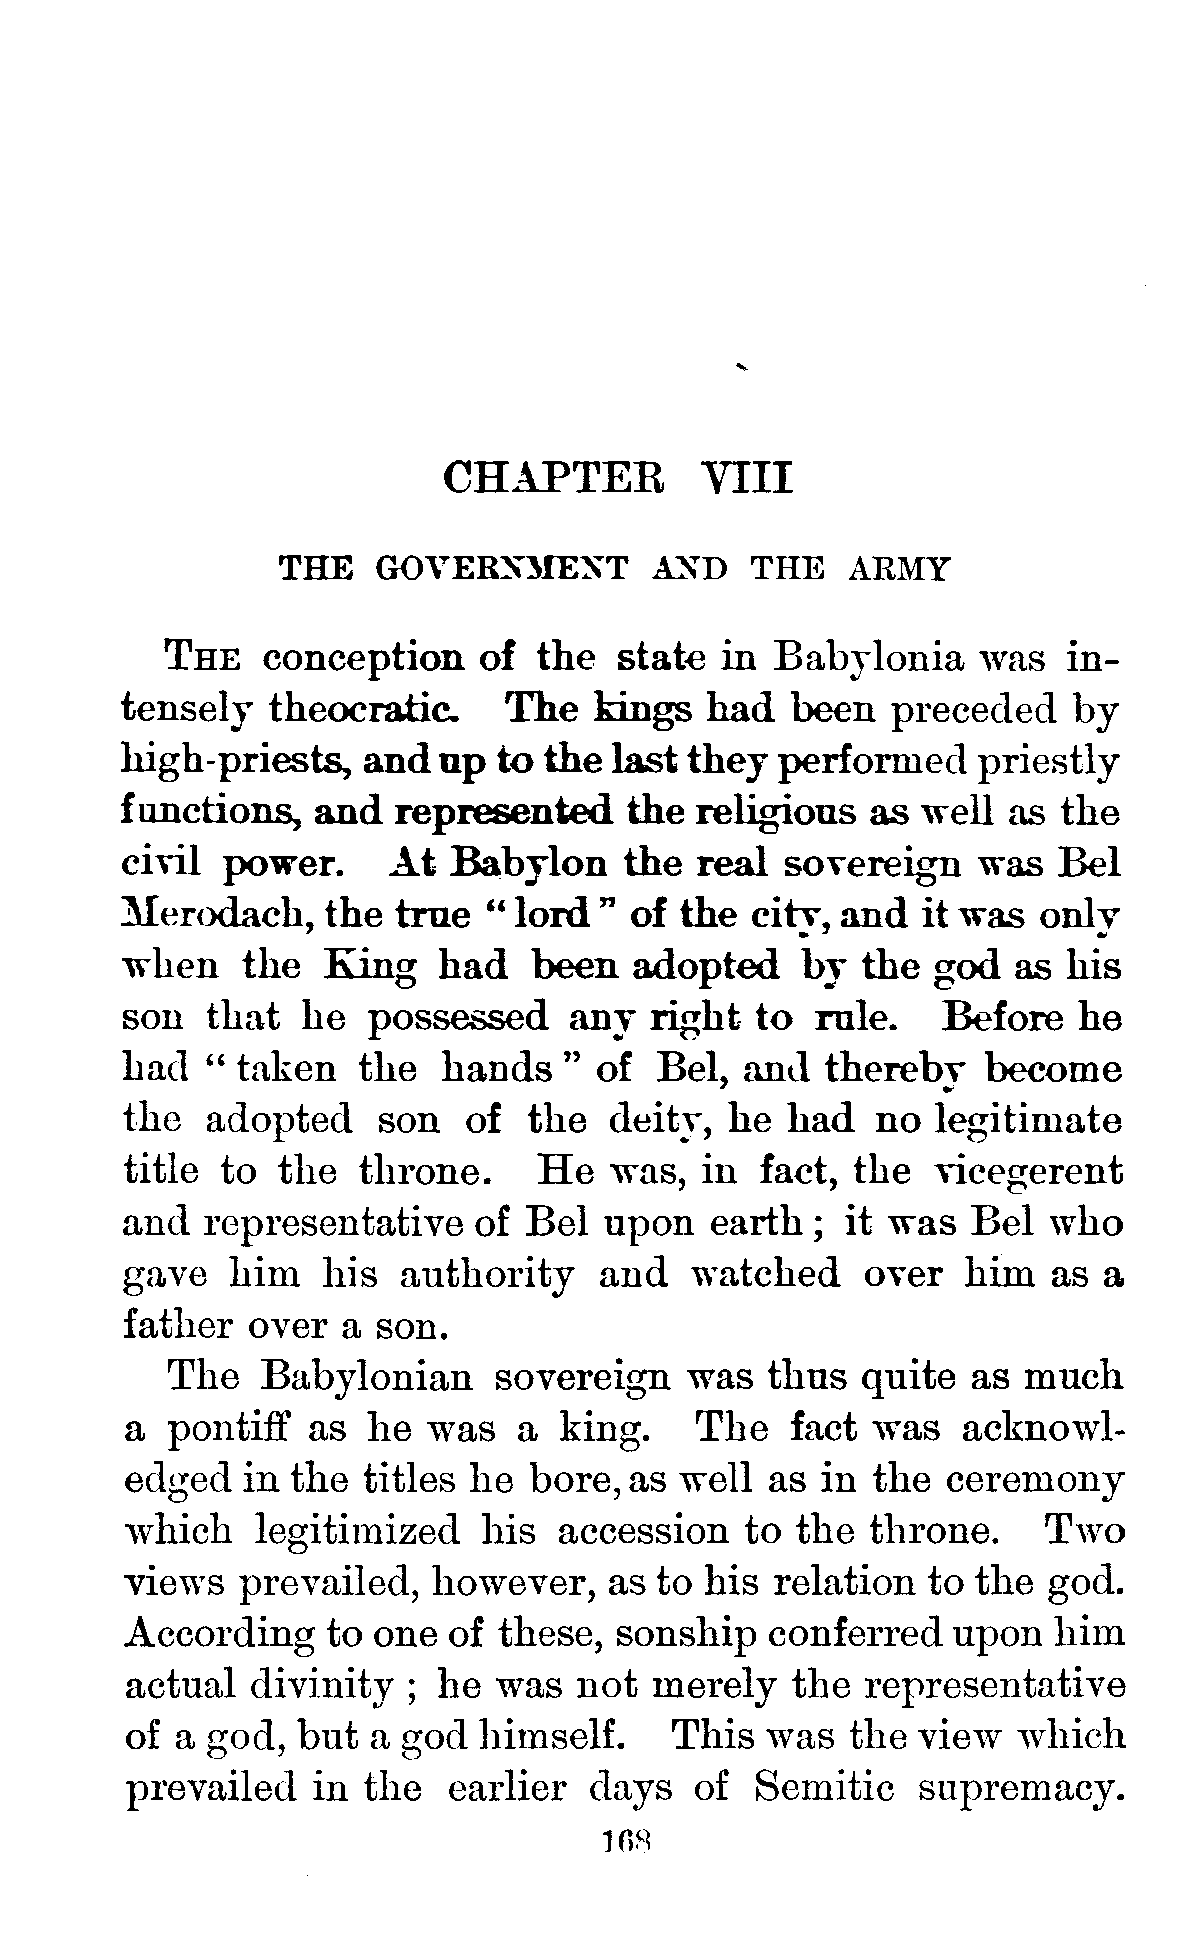 CHAPTER VIII
THE GOVERNMENT AND THE ARMY
THE conception of the state in Babylonia was in-
tensely theocratic. The kings had been preceded by
high-priests, and up to the last they performed priestly
functions, and represented the religious as well as the
civil power. At Babylon the real sovereign was Bel
Merodach, the true “lord” of the city, and it was only
when the King had been adopted by the god as his
son that he possessed any right to rule. Before he
had “taken the hands” of Bel, and thereby become
the adopted son of the deity, he had no legitimate
title to the throne. He was, in fact, the vicegerent
and representative of Bel upon earth; it was Bel who
gave him his authority and watched over him as a
father over a son.
The Babylonian sovereign was thus quite as much
a pontiff as he was a king. The fact was acknowl-
edged in the titles he bore, as well as in the ceremony
which legitimized his accession to the throne. Two
views prevailed, however, as to his relation to the god.
According to one of these, sonship conferred upon him
actual divinity; he was not merely the representative
of a god, but a god himself. This was the view which
prevailed in the earlier days of Semitic supremacy.
168